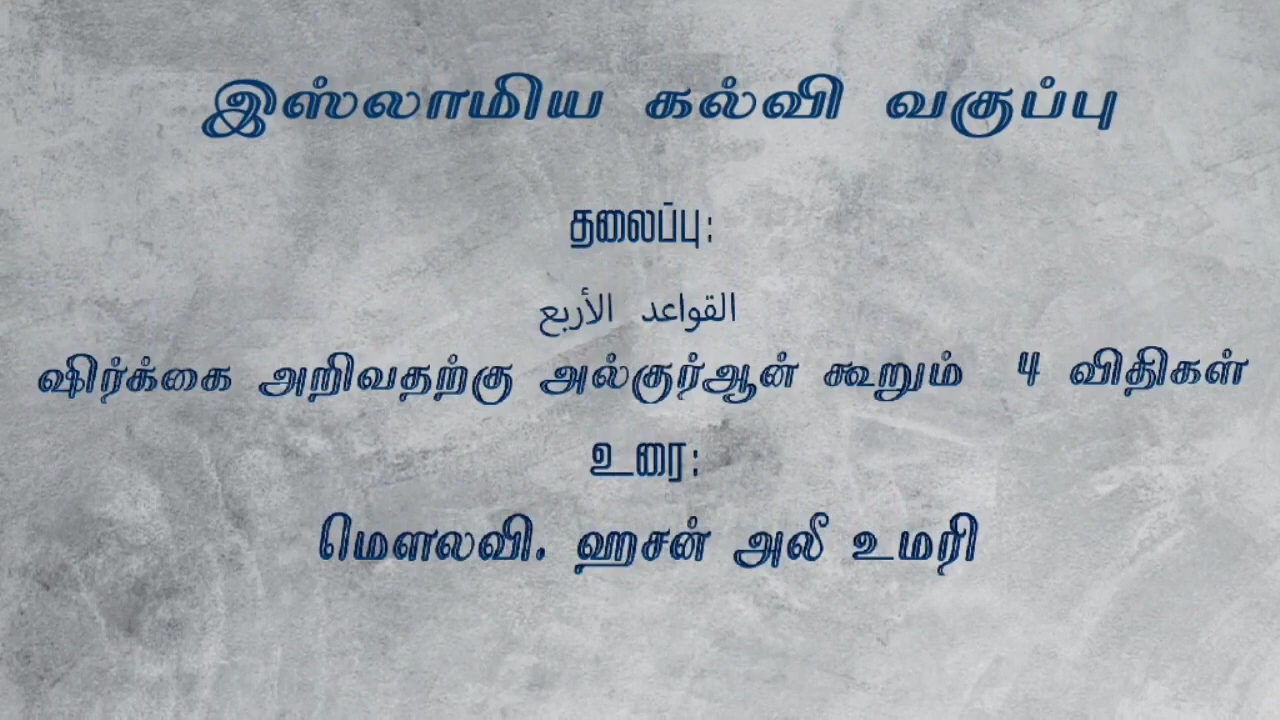 இஸ்லாமிய கல்வி வகுப்பு
தலைப்பு:
القواعد الأربع
ஷிர்க்கை அறிவதற்கு அல்குர்ஆன் கூறும் 4 விதிகள்
உரை:
மௌலவி. ஹசன் அலீ உமரி